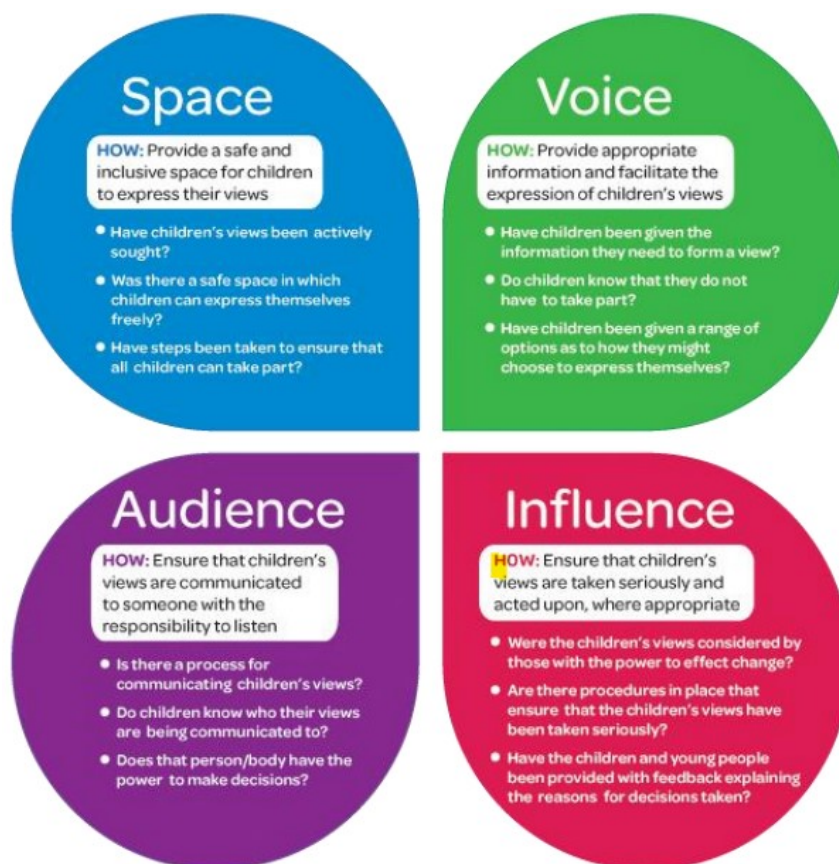 Space
HOW: Provide a safe and
inclusive space for children
to express their views
• Have children's views been actively
sought?
• Was there a safe space in which
children can express themselves
freely?
• Have steps been taken to ensure that
all children can take part?
Voice
HOW: Provide appropriate
information and facilitate the
expression of children's views
• Have children been given the
information they need to form a view?
• Do children know that they do not
have to take part?
• Have children been given a range of
options as to how they might
choose to express themselves?
Audience
HOW: Ensure that children's
views are communicated
to someone with the
responsibility to listen
• Is there a process for
communicating children's views?
• Do children know who their views
are being communicated to?
• Does that person/body have the
power to make decisions?
Influence
HOW: Ensure that children's
views are taken seriously and
acted upon, where appropriate
• Were the children's views considered by
those with the power to effect change?
• Are there procedures in place that
ensure that the children's views have
been taken seriously?
• Have the children and young people
been provided with feedback explaining
the reasons for decisions taken?